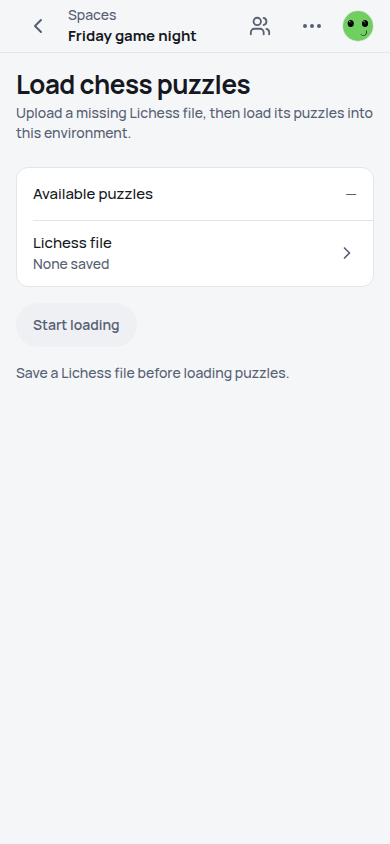 Spaces
Friday game night
Load chess puzzles
Upload a missing Lichess file, then load its puzzles into
this environment.
Available puzzles –
Lichess file
None saved
Start loading
Save a Lichess file before loading puzzles.